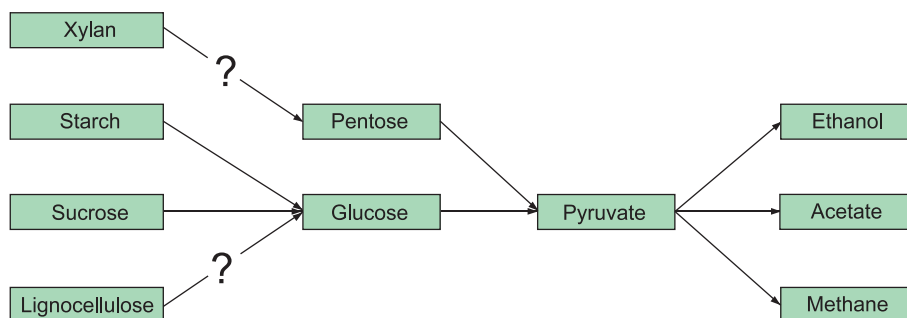 Xylan
?
Starch
Pentose
Ethanol
Sucrose
Glucose
Pyruvate
Acetate
?
Lignocellulose
Methane